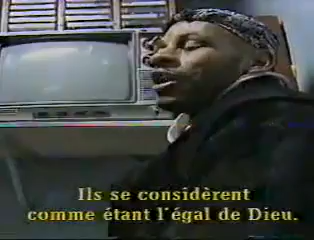 Ils se considèrent
comme étant l'égal de Dieu.